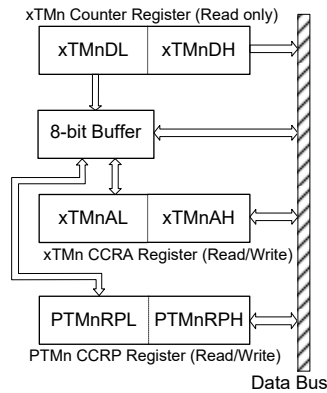 xTMn Counter Register (Read only)
xTMnDL xTMnDH
8-bit Buffer
xTMnAL xTMnAH
xTMn CCRA Register (Read/Write)
PTMnRPL PTMnRPH
PTMn CCRP Register (Read/Write)
Data Bus